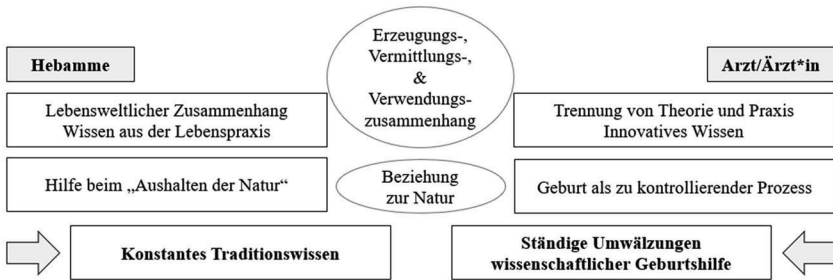 Erzeugungs-,
Vermittlungs-,
&
Verwendungs-
zusammenhang
Hebamme
Arzt/Ärzt*in
Lebensweltlicher Zusammenhang
Wissen aus der Lebenspraxis
Trennung von Theorie und Praxis
Innovatives Wissen
Hilfe beim „Aushalten der Natur“
Beziehung
zur Natur
Geburt als zu kontrollierender Prozess
Konstantes Traditionswissen
Ständige Umwälzungen
wissenschaftlicher Geburtshilfe